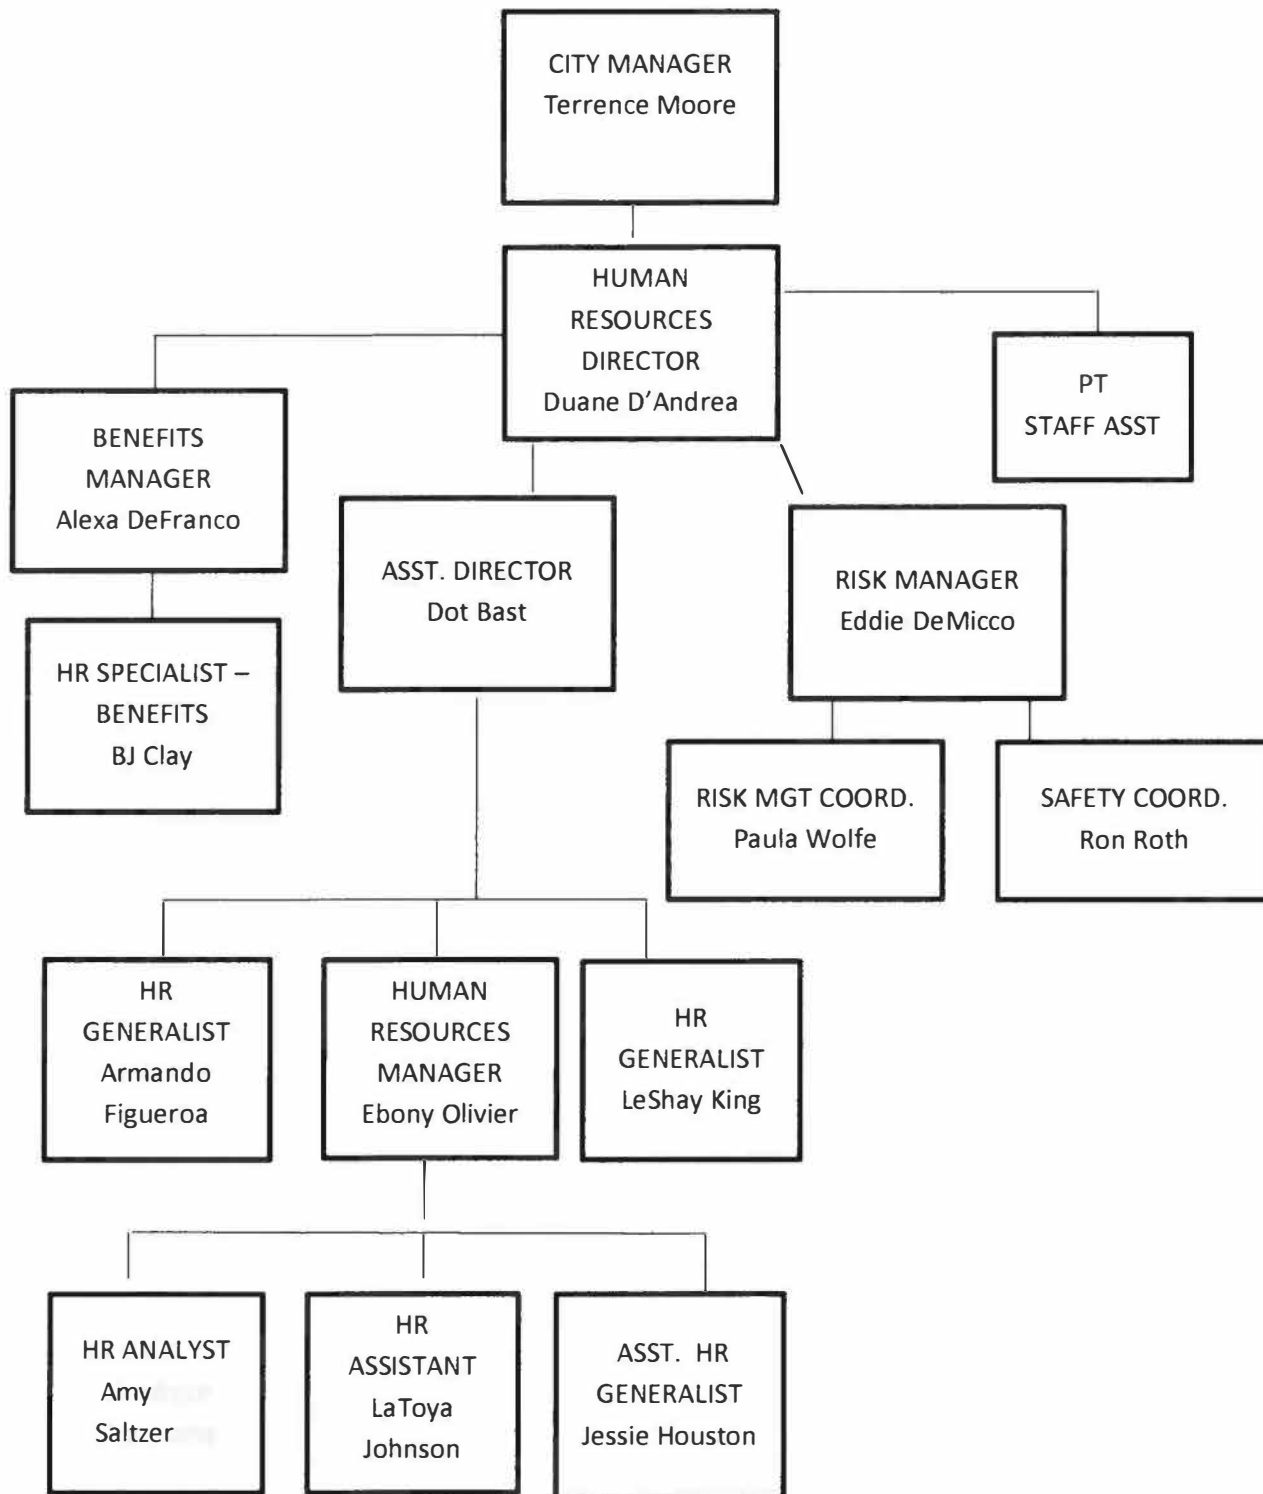 CITY MANAGER
Terrence Moore
HUMAN
RESOURCES
DIRECTOR
Duane D’Andrea
PT
STAFF ASST
BENEFITS
MANAGER
Alexa DeFranco
ASST. DIRECTOR
Dot Bast
RISK MANAGER
Eddie DeMicco
HR SPECIALIST –
BENEFITS
BJ Clay
RISK MGT COORD.
Paula Wolfe
SAFETY COORD.
Ron Roth
HR
GENERALIST
Armando
Figueroa
HUMAN
RESOURCES
MANAGER
Ebony Olivier
HR
GENERALIST
LeShay King
HR ANALYST
Amy
Saltzer
HR
ASSISTANT
LaToya
Johnson
ASST. HR
GENERALIST
Jessie Houston